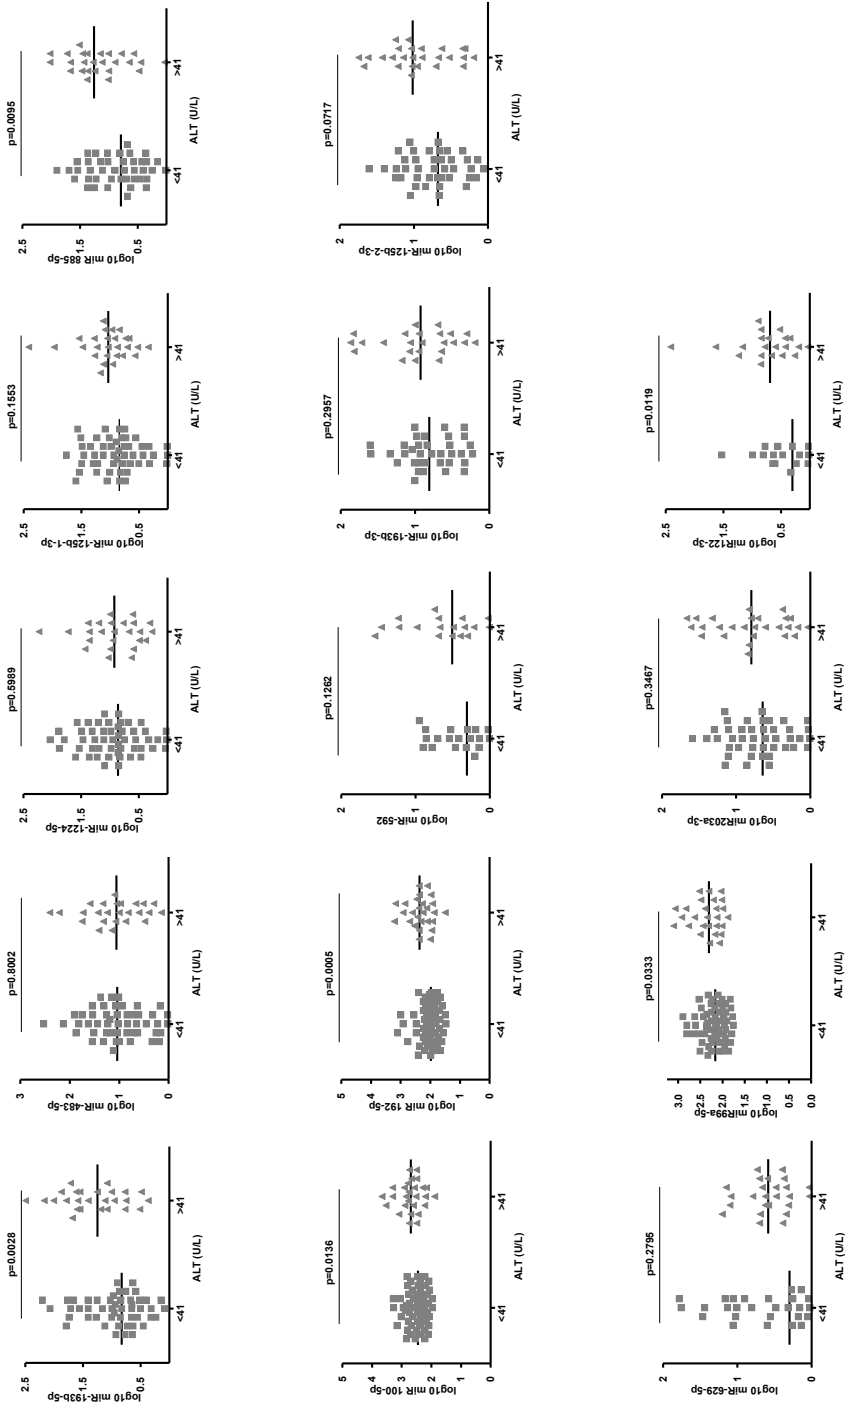 p=0.0028
log10 miR-193b-5p
2.5
1.5
0.5
<41
>41
ALT (U/L)
p=0.8002
log10 miR-483-5p
3
2
1
0
<41
>41
ALT (U/L)
p=0.5989
log10 miR-1224-5p
2.5
1.5
0.5
<41
>41
ALT (U/L)
p=0.1553
log10 miR-125b-1-3p
2.5
1.5
0.5
<41
>41
ALT (U/L)
p=0.0095
log10 miR 885-5p
2.5
1.5
0.5
<41
>41
ALT (U/L)
p=0.0136
log10 miR 100-5p
5
4
3
2
1
0
<41
>41
ALT (U/L)
p=0.0005
log10 miR 192-5p
5
4
3
2
1
0
<41
>41
ALT (U/L)
p=0.1262
log10 miR-592
2
1
0
<41
>41
ALT (U/L)
p=0.2957
log10 miR-193b-3p
2
1
0
<41
>41
ALT (U/L)
p=0.0717
log10 miR-125b-2-3p
2
1
0
<41
>41
ALT (U/L)
p=0.2795
log10 miR-629-5p
2
1
0
<41
>41
ALT (U/L)
p=0.0333
log10 miR99a-5p
3.0
2.5
2.0
1.5
1.0
0.5
0.0
<41
>41
ALT (U/L)
p=0.3467
log10 miR203a-3p
2
1
0
<41
>41
ALT (U/L)
p=0.0119
log10 miR122-3p
2.5
1.5
0.5
<41
>41
ALT (U/L)